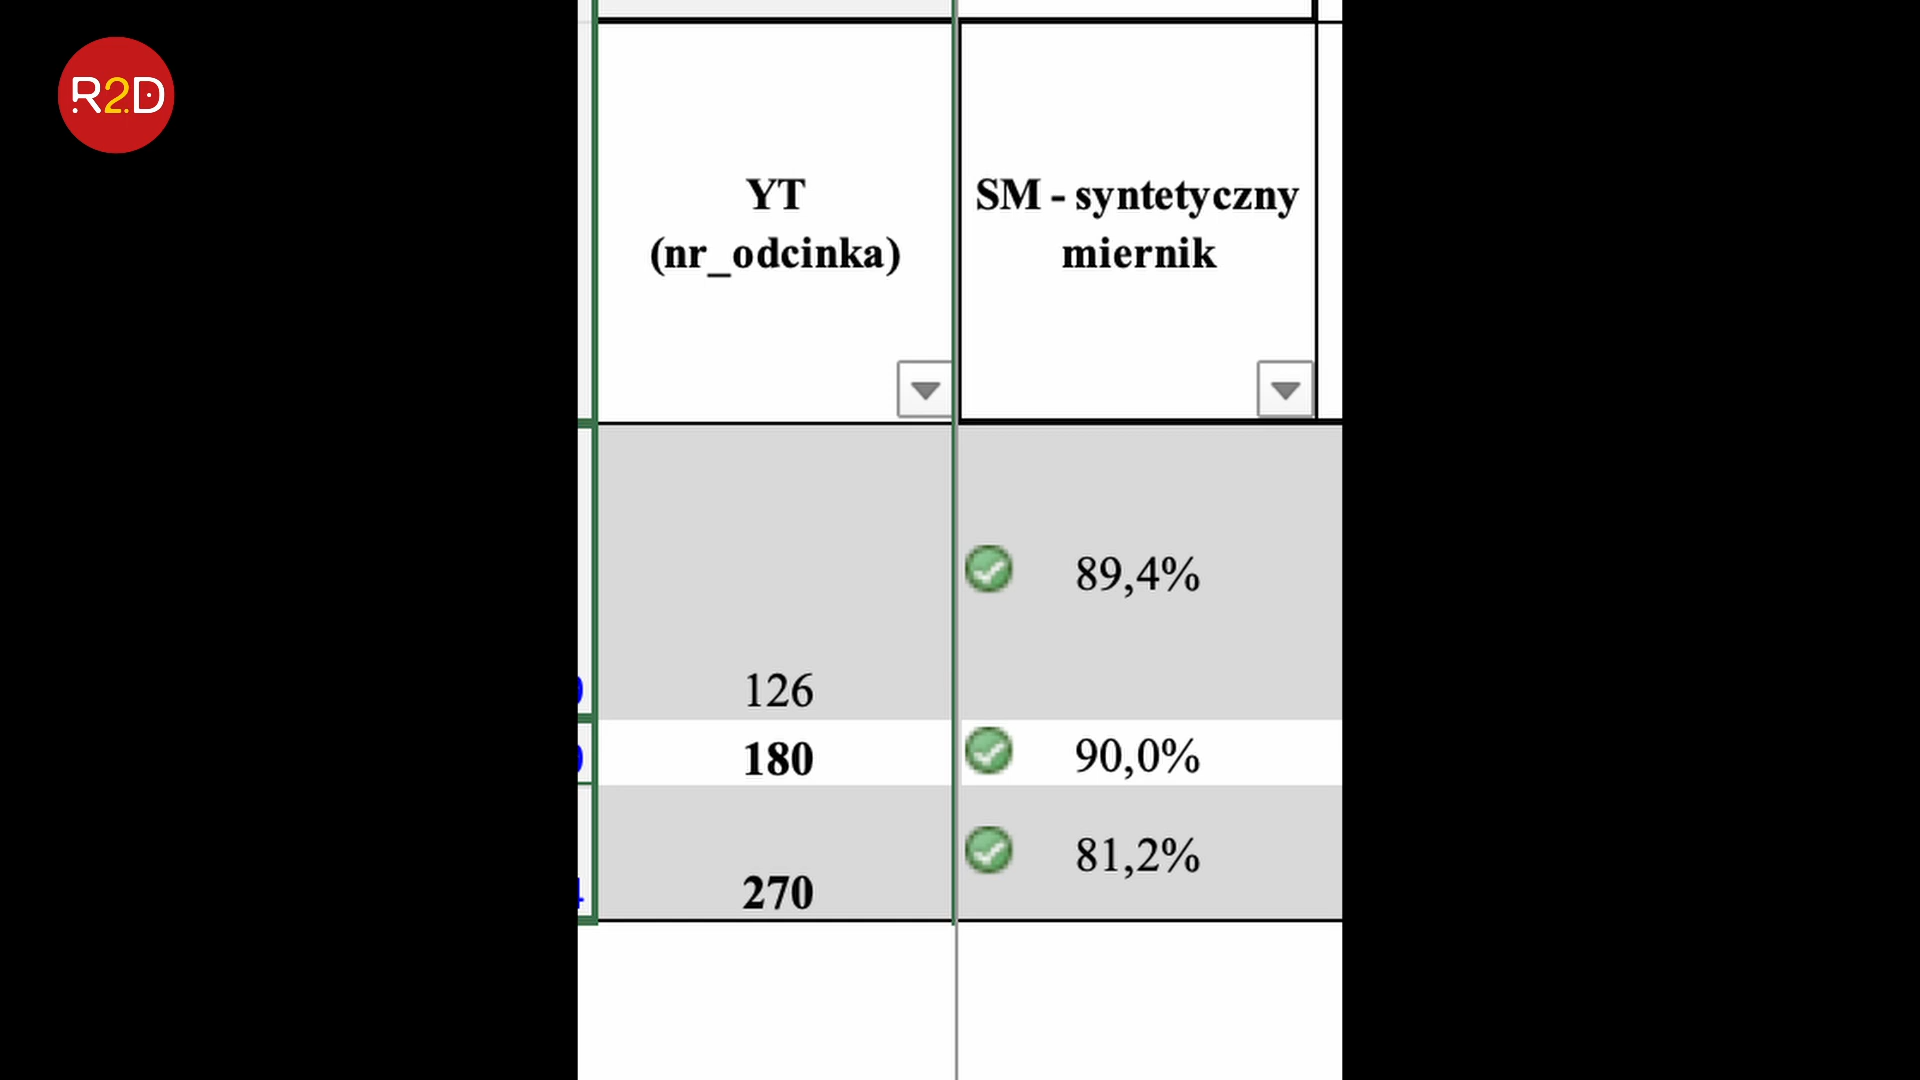 R2D
YT
(nr_odcinka)
SM - syntetyczny
miernik
89,4%
126
180
90,0%
81,2%
270